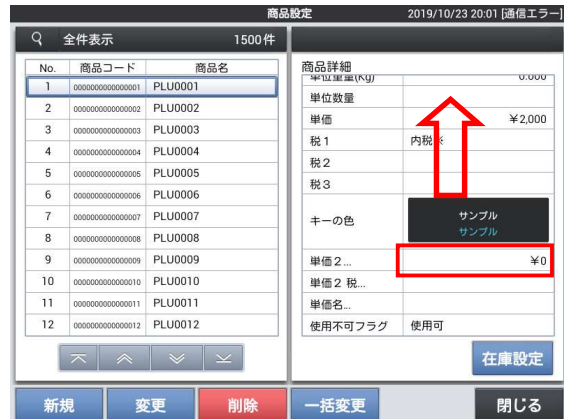 商品設定 2019/10/23 20:01 [通信エラー]
全件表示 1500件
No. 商品コード 商品名
1 0000000000000001 PLU0001
2 0000000000000002 PLU0002
3 0000000000000003 PLU0003
4 0000000000000004 PLU0004
5 0000000000000005 PLU0005
6 0000000000000006 PLU0006
7 0000000000000007 PLU0007
8 0000000000000008 PLU0008
9 0000000000000009 PLU0009
10 0000000000000010 PLU0010
11 0000000000000011 PLU0011
12 0000000000000012 PLU0012
商品詳細
単位重量(Kg) 0.000
単位数量
単価 ¥2,000
税1 内税※
税2
税3
キーの色 サンプル
サンプル
単価2... ¥0
単価2 税...
単価名...
使用不可フラグ 使用可
在庫設定
新規 変更 削除 一括変更 閉じる